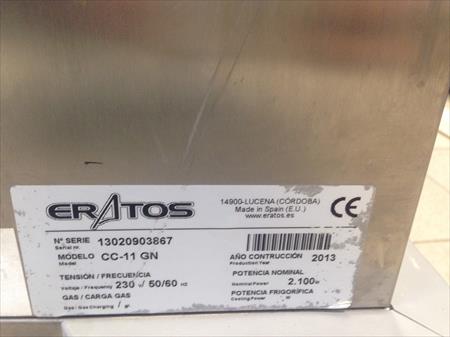 ERATOS
14900-LUCENA (CÓRDOBA)
Made in Spain (E.U.)
www.eratos.es
CE
Nº SERIE 13020903867
Serial nr.
MODELO CC-11 GN
Model
AÑO CONTRUCCIÓN 2013
Production Year
TENSIÓN / FRECUENCIA
Voltaje / Frequency 230 V/ 50/60 HZ
POTENCIA NOMINAL
Nominal Power 2.100 W
GAS / CARGA GAS
Gas / Gas Charging / gr.
POTENCIA FRIGORÍFICA
Cooling Power W